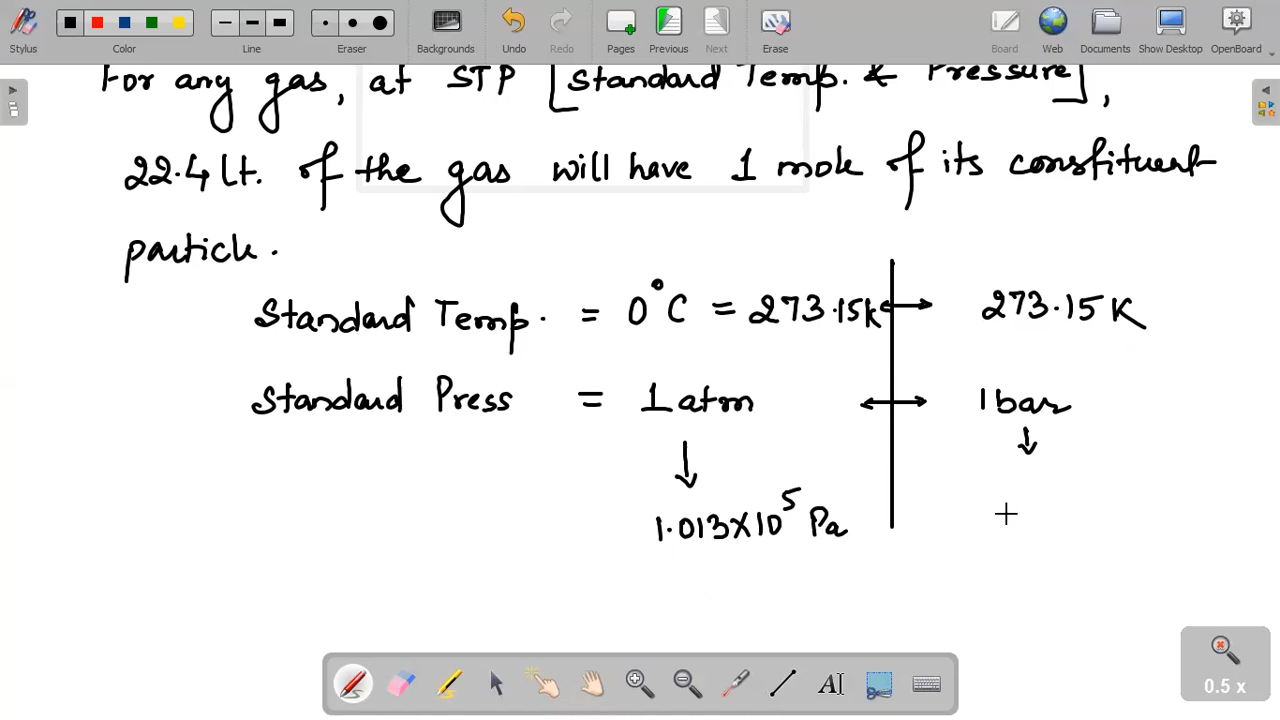 Stylus Color Line Eraser Backgrounds Undo Redo Pages Previous Next Erase Board Web Documents Show Desktop OpenBoard
For any gas, at STP [Standard Temp. & Pressure],
22.4 lt. of the gas will have 1 mole of its constituent
particle.
Standard Temp. = 0°C = 273.15k ↔ 273.15 K
Standard Press = 1 atm ↔ 1 bar
↓ ↓
1.013×10⁵ Pa
0.5 x